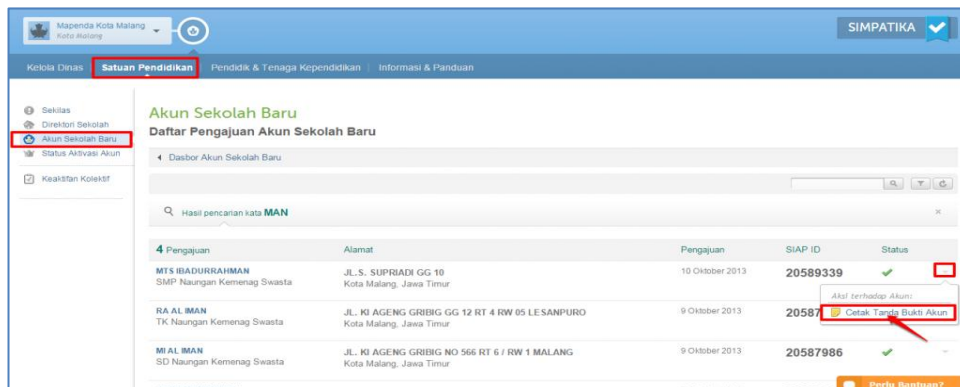 Mapenda Kota Malang
Kota Malang
SIMPATIKA
Kelola Dinas
Satuan Pendidikan
Pendidik & Tenaga Kependidikan
Informasi & Panduan
Sekilas
Direktori Sekolah
Akun Sekolah Baru
Status Aktivasi Akun
Keaktifan Kolektif
Akun Sekolah Baru
Daftar Pengajuan Akun Sekolah Baru
Dasbor Akun Sekolah Baru
Hasil pencarian kata MAN
4 Pengajuan Alamat Pengajuan SIAP ID Status
MTS IBADURRAHMAN JL.S. SUPRIADI GG 10 10 Oktober 2013 20589339
SMP Naungan Kemenag Swasta Kota Malang, Jawa Timur
Aksi terhadap Akun:
Cetak Tanda Bukti Akun
RA AL IMAN JL. KI AGENG GRIBIG GG 12 RT 4 RW 05 LESANPURO 9 Oktober 2013 20587
TK Naungan Kemenag Swasta Kota Malang, Jawa Timur
MI AL IMAN JL. KI AGENG GRIBIG NO 566 RT 6 / RW 1 MALANG 9 Oktober 2013 20587986
SD Naungan Kemenag Swasta Kota Malang, Jawa Timur
Perlu Bantuan?